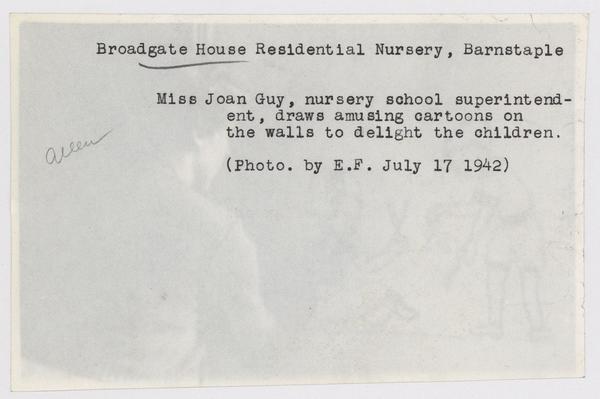 Broadgate House Residential Nursery, Barnstaple
Miss Joan Guy, nursery school superintend-
ent, draws amusing cartoons on
the walls to delight the children.
(Photo. by E.F. July 17 1942)